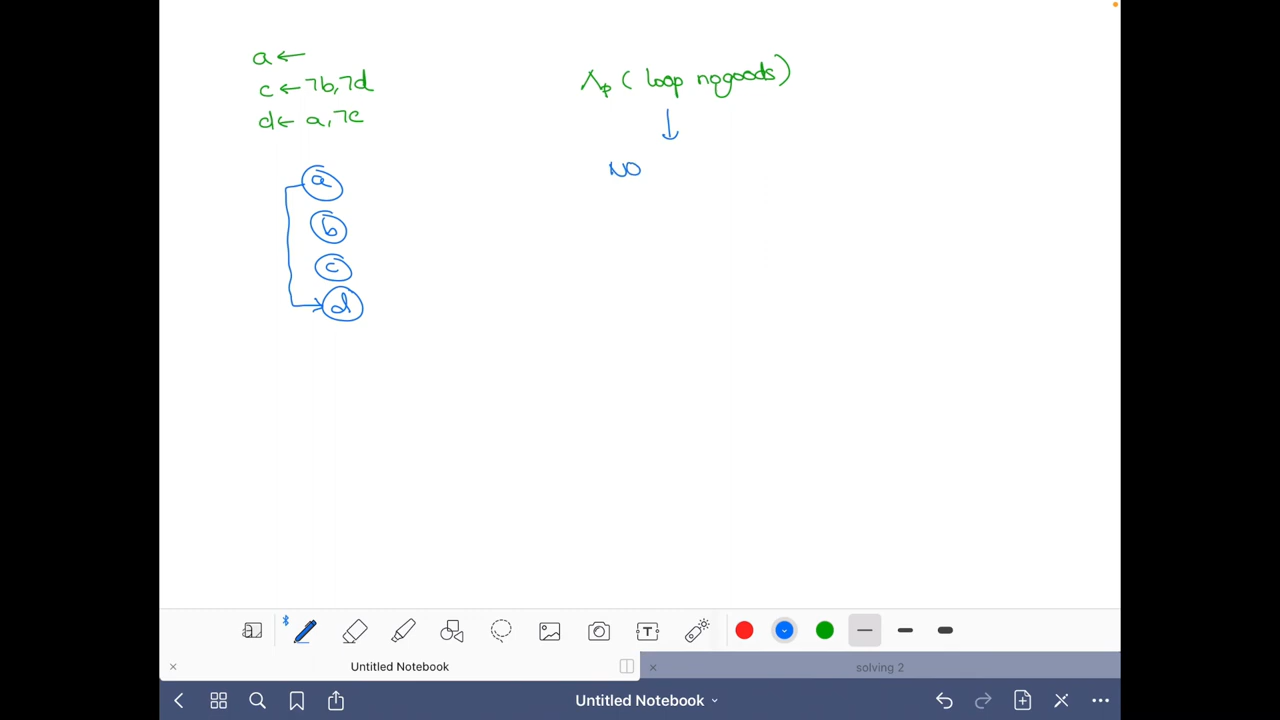 a ←
c ← ¬b, ¬d
d ← a, ¬c
Λp ( loop nogoods )
↓
NO
a
b
c
d
T
Untitled Notebook
solving 2
Untitled Notebook